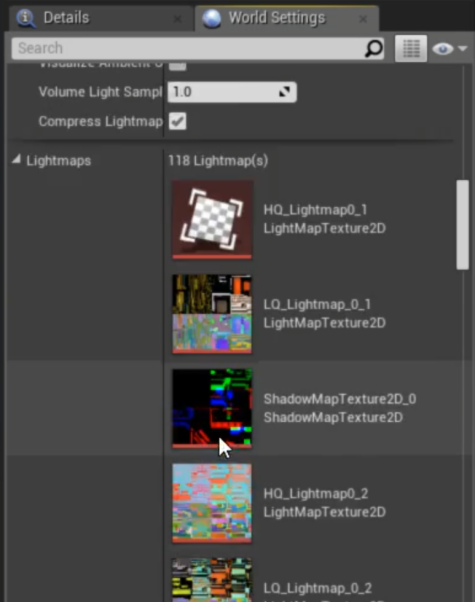 Details
World Settings
Search
Visualize Ambient O
Volume Light Sampl
1.0
Compress Lightmap
Lightmaps
118 Lightmap(s)
HQ_Lightmap0_1
LightMapTexture2D
LQ_Lightmap_0_1
LightMapTexture2D
ShadowMapTexture2D_0
ShadowMapTexture2D
HQ_Lightmap0_2
LightMapTexture2D
LQ_Lightmap_0_2